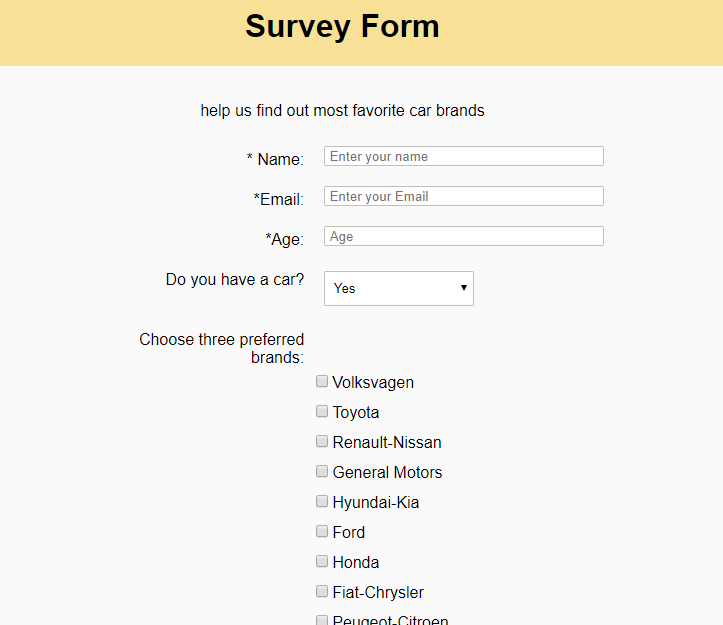 Survey Form
help us find out most favorite car brands
* Name: Enter your name
*Email: Enter your Email
*Age: Age
Do you have a car? Yes
Choose three preferred
brands:
Volksvagen
Toyota
Renault-Nissan
General Motors
Hyundai-Kia
Ford
Honda
Fiat-Chrysler
Peugeot-Citroen